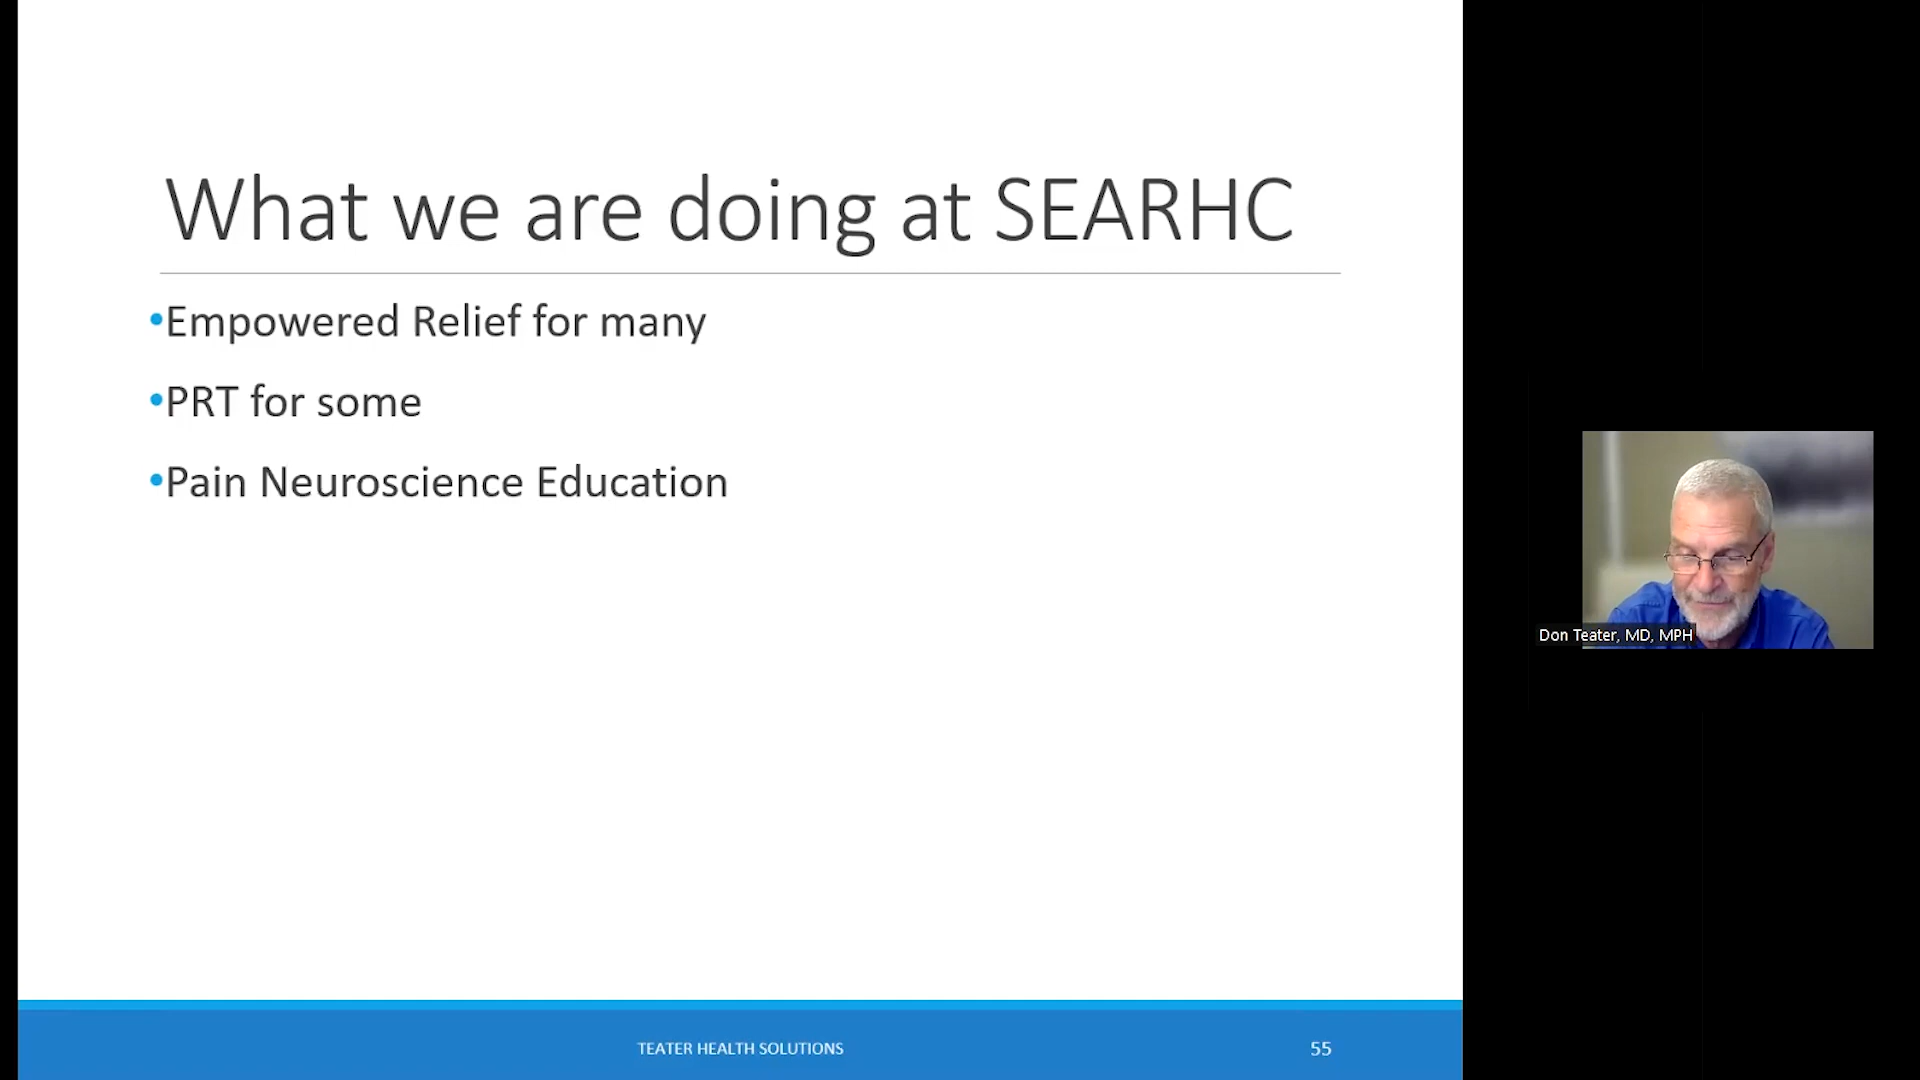 What we are doing at SEARHC
•Empowered Relief for many
•PRT for some
•Pain Neuroscience Education
Don Teater, MD, MPH
TEATER HEALTH SOLUTIONS
55